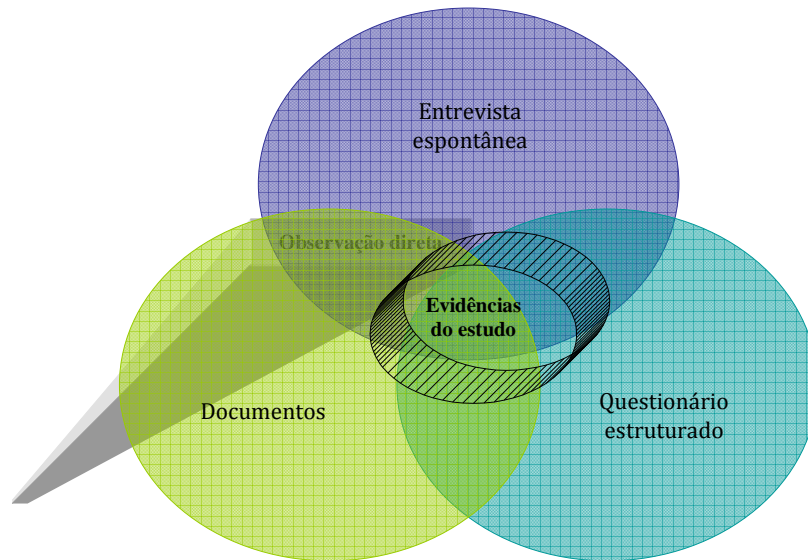 Entrevista
espontânea
Observação direta
Evidências
do estudo
Documentos
Questionário
estruturado